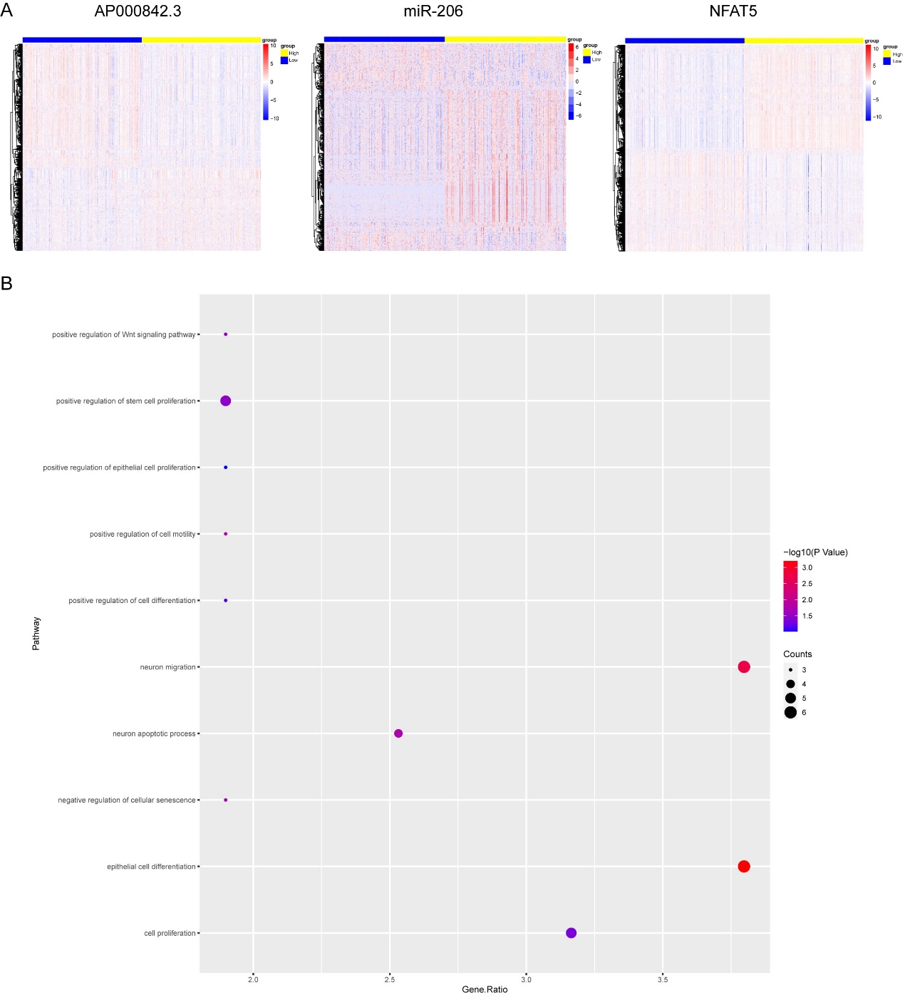 A
AP000842.3
miR-206
NFAT5
group
10
5
0
−5
−10
group
High
Low
group
6
4
2
0
−2
−4
−6
group
High
Low
group
10
5
0
−5
−10
group
High
Low
B
positive regulation of Wnt signaling pathway
positive regulation of stem cell proliferation
positive regulation of epithelial cell proliferation
positive regulation of cell motility
positive regulation of cell differentiation
neuron migration
neuron apoptotic process
negative regulation of cellular senescence
epithelial cell differentiation
cell proliferation
Pathway
2.0
2.5
3.0
3.5
Gene.Ratio
−log10(P Value)
3.0
2.5
2.0
1.5
Counts
3
4
5
6